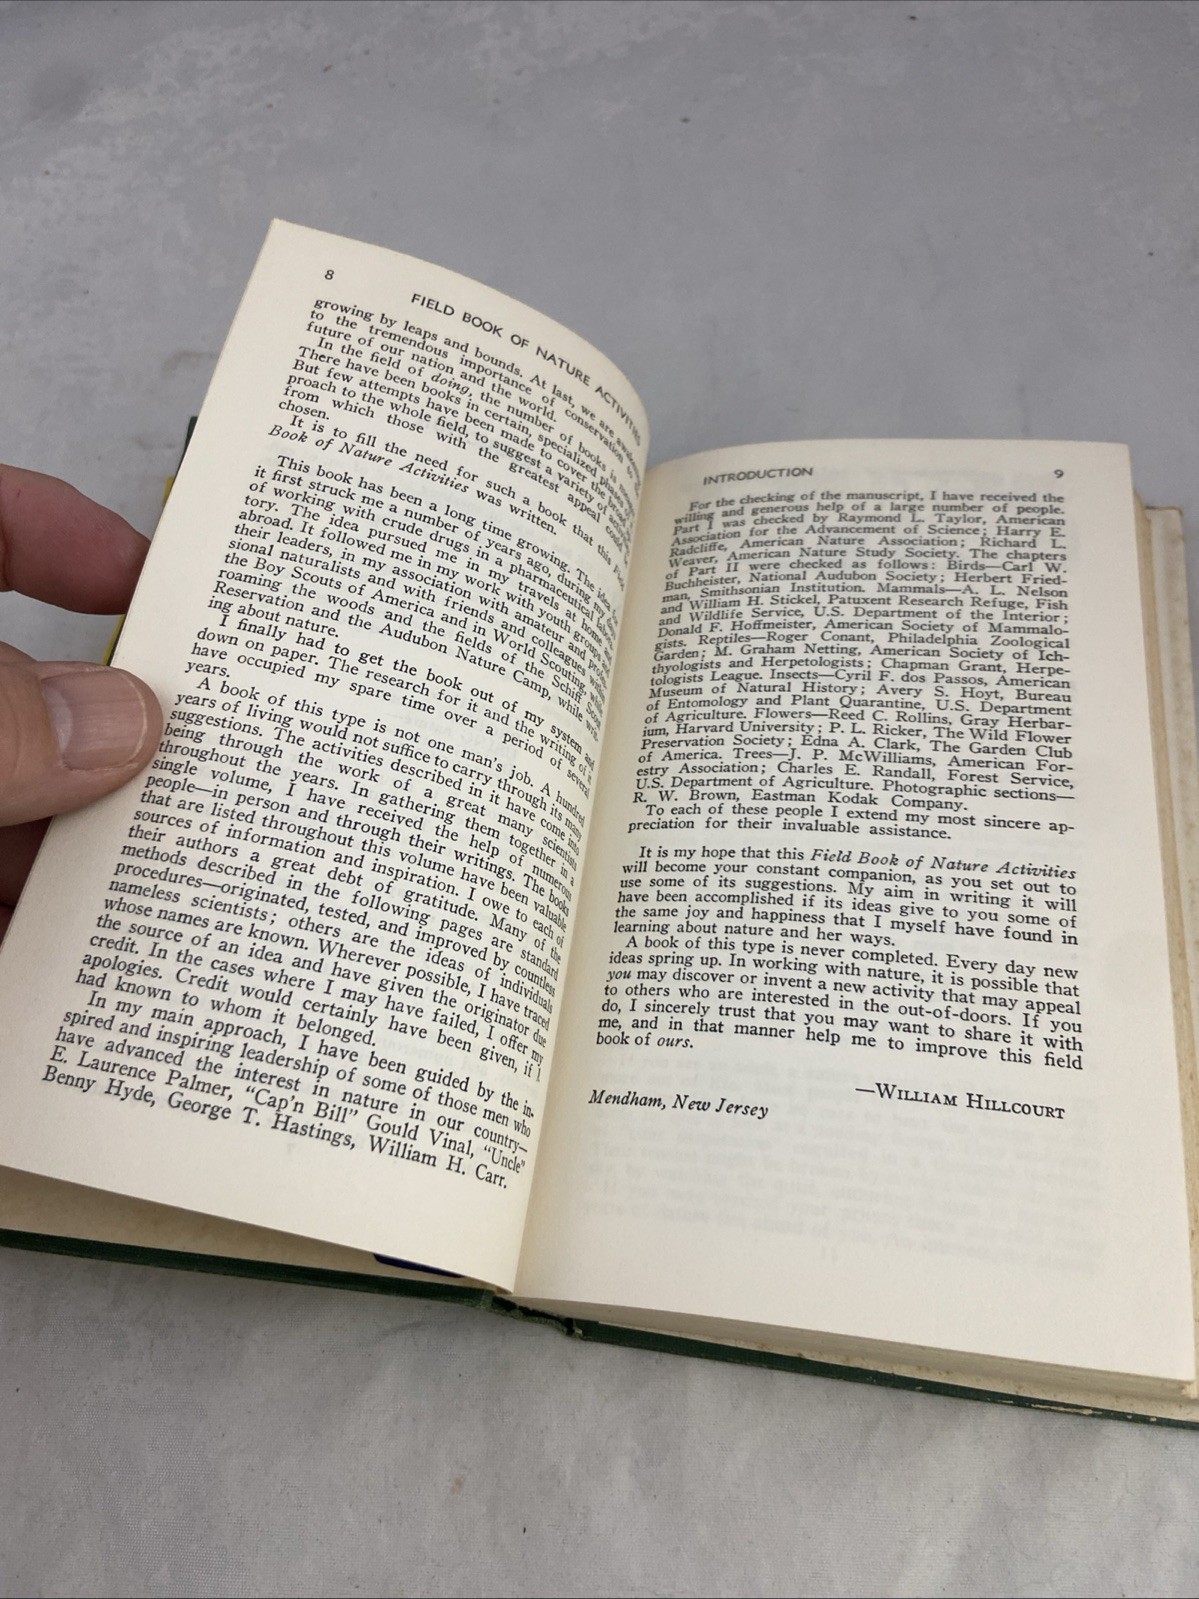 8
FIELD BOOK OF NATURE ACTIVITIES
growing by leaps and bounds. At last, we are awakening
to the tremendous importance of conservation to the
future of our nation and the world.
In the field of doing, the number of books is
There have been books in certain, specialized phases
But few attempts have been made to cover the broad
proach to the whole field, to suggest a variety of
from which those with the greatest appeal could
chosen.
It is to fill the need for such a book that this Field
Book of Nature Activities was written.
This book has been a long time growing. The idea for
it first struck me a number of years ago, during my days
of working with crude drugs in a pharmaceutical labora-
tory. The idea pursued me in my travels at home and
abroad. It followed me in my work with youth groups and
their leaders, in my association with amateur and profes-
sional naturalists and with friends and colleagues within
the Boy Scouts of America and in World Scouting, while
roaming the woods and the fields of the Schiff Scout
Reservation and the Audubon Nature Camp, while writ-
ing about nature.
I finally had to get the book out of my system and
down on paper. The research for it and the writing of it
have occupied my spare time over a period of several
years.
A book of this type is not one man's job. A hundred
years of living would not suffice to carry through its many
suggestions. The activities described in it have come into
being through the work of a great many scientists
throughout the years. In gathering them together in a
single volume, I have received the help of numerous
people—in person and through their writings. The books
that are listed throughout this volume have been valuable
sources of information and inspiration. I owe to each of
their authors a great debt of gratitude. Many of the
methods described in the following pages are standard
procedures—originated, tested, and improved by countless
nameless scientists; others are the ideas of individuals
whose names are known. Wherever possible, I have traced
the source of an idea and have given the originator due
credit. In the cases where I may have failed, I offer my
apologies. Credit would certainly have been given, if I
had known to whom it belonged.
In my main approach, I have been guided by the in-
spired and inspiring leadership of some of those men who
have advanced the interest in nature in our country—
E. Laurence Palmer, "Cap'n Bill" Gould Vinal, "Uncle"
Benny Hyde, George T. Hastings, William H. Carr.
INTRODUCTION 9
For the checking of the manuscript, I have received the
willing and generous help of a large number of people.
Part I was checked by Raymond L. Taylor, American
Association for the Advancement of Science; Harry E.
Radcliffe, American Nature Association; Richard L.
Weaver, American Nature Study Society. The chapters
of Part II were checked as follows: Birds—Carl W.
Buchheister, National Audubon Society; Herbert Fried-
man, Smithsonian Institution. Mammals—A. L. Nelson
and William H. Stickel, Patuxent Research Refuge, Fish
and Wildlife Service, U.S. Department of the Interior;
Donald F. Hoffmeister, American Society of Mammalo-
gists. Reptiles—Roger Conant, Philadelphia Zoological
Garden; M. Graham Netting, American Society of Ich-
thyologists and Herpetologists; Chapman Grant, Herpe-
tologists League. Insects—Cyril F. dos Passos, American
Museum of Natural History; Avery S. Hoyt, Bureau
of Entomology and Plant Quarantine, U.S. Department
of Agriculture. Flowers—Reed C. Rollins, Gray Herbar-
ium, Harvard University; P. L. Ricker, The Wild Flower
Preservation Society; Edna A. Clark, The Garden Club
of America. Trees—J. P. McWilliams, American For-
estry Association; Charles E. Randall, Forest Service,
U.S. Department of Agriculture. Photographic sections—
R. W. Brown, Eastman Kodak Company.
To each of these people I extend my most sincere ap-
preciation for their invaluable assistance.
It is my hope that this Field Book of Nature Activities
will become your constant companion, as you set out to
use some of its suggestions. My aim in writing it will
have been accomplished if its ideas give to you some of
the same joy and happiness that I myself have found in
learning about nature and her ways.
A book of this type is never completed. Every day new
ideas spring up. In working with nature, it is possible that
you may discover or invent a new activity that may appeal
to others who are interested in the out-of-doors. If you
do, I sincerely trust that you may want to share it with
me, and in that manner help me to improve this field
book of ours.
—WILLIAM HILLCOURT
Mendham, New Jersey